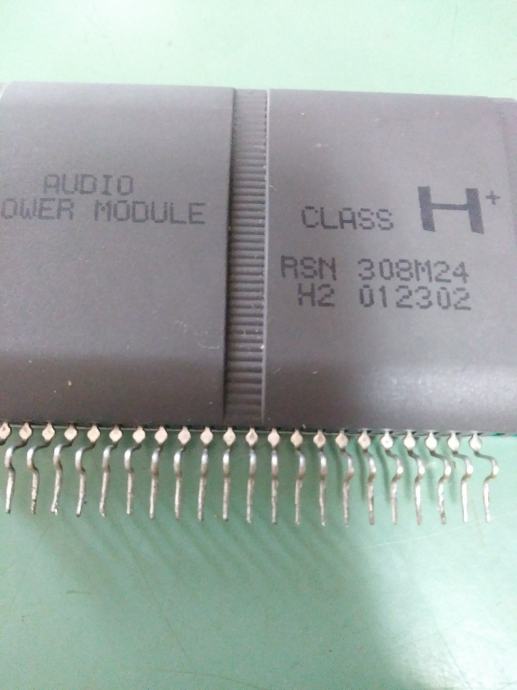 AUDIO
OWER MODULE
CLASS H+
RSN 308M24
H2 012302